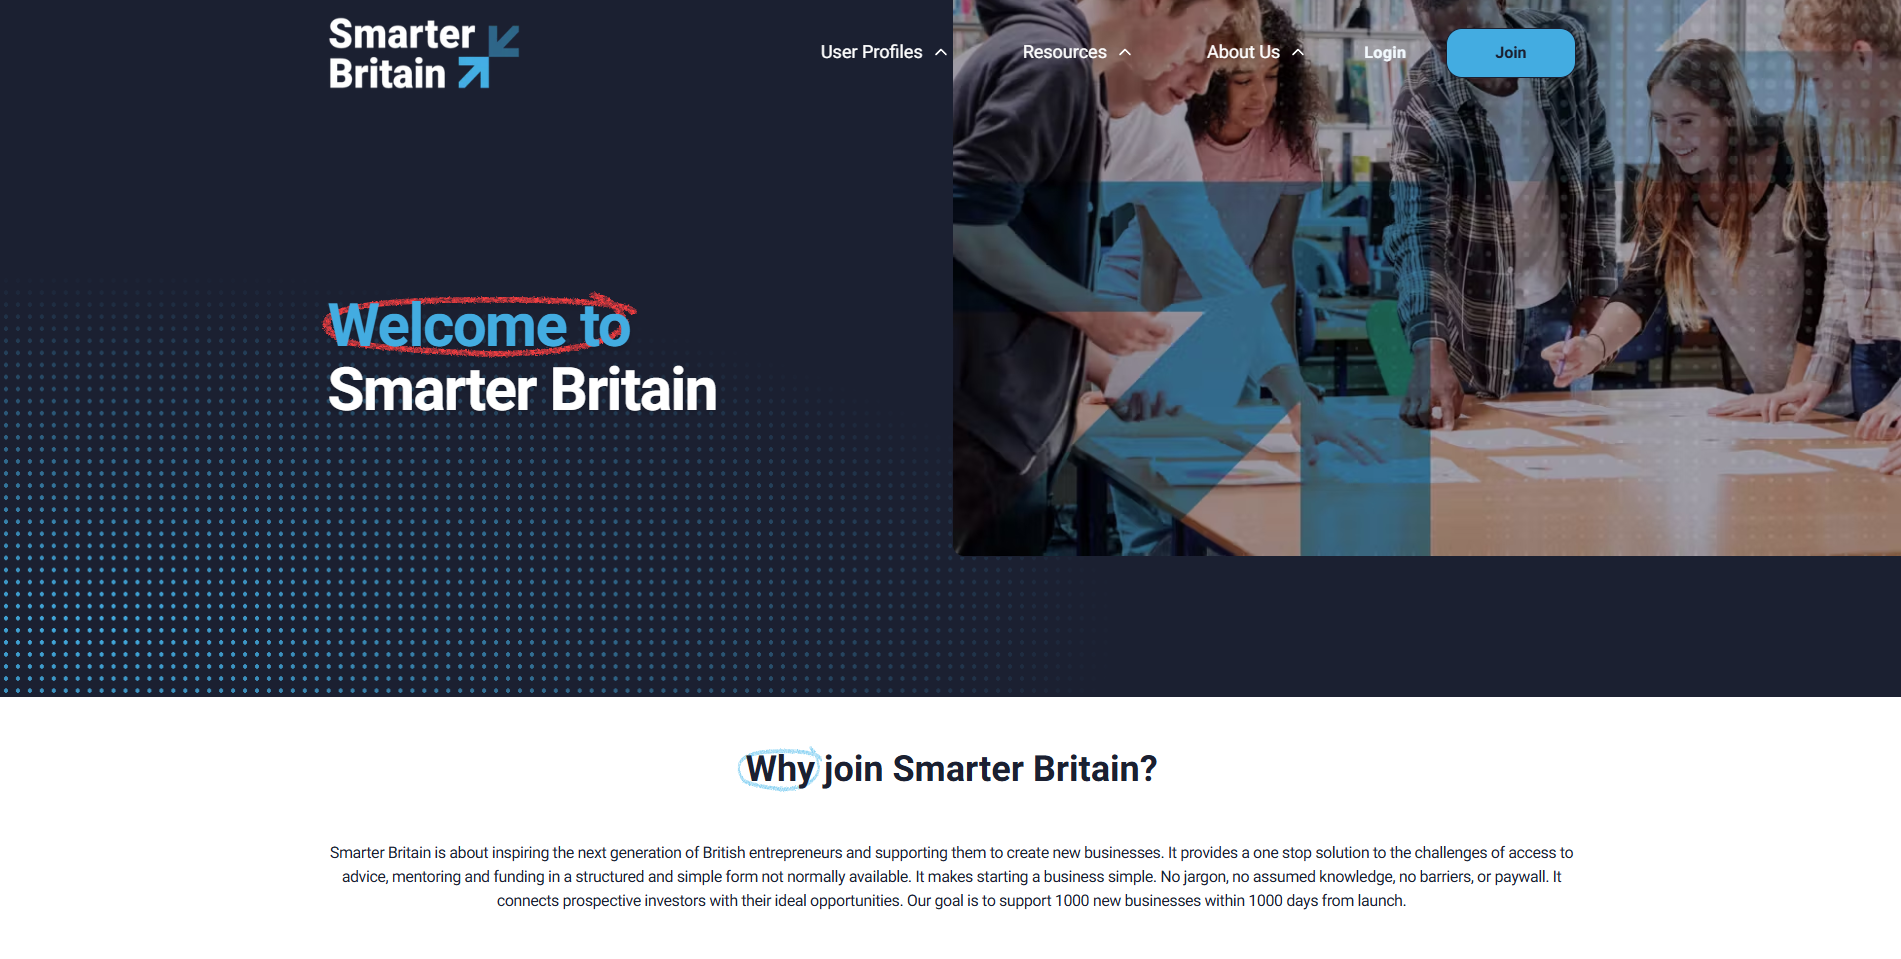 Smarter
Britain
User Profiles
Resources
About Us
Login
Join
Welcome to
Smarter Britain
Why join Smarter Britain?
Smarter Britain is about inspiring the next generation of British entrepreneurs and supporting them to create new businesses. It provides a one stop solution to the challenges of access to
advice, mentoring and funding in a structured and simple form not normally available. It makes starting a business simple. No jargon, no assumed knowledge, no barriers, or paywall. It
connects prospective investors with their ideal opportunities. Our goal is to support 1000 new businesses within 1000 days from launch.